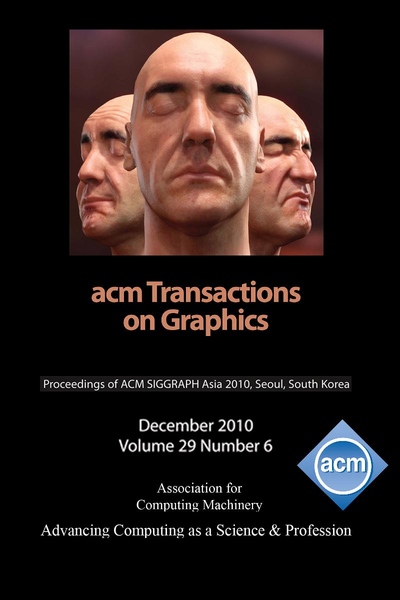 acm Transactions
on Graphics
Proceedings of ACM SIGGRAPH Asia 2010, Seoul, South Korea
December 2010
Volume 29 Number 6
acm
Association for
Computing Machinery
Advancing Computing as a Science & Profession